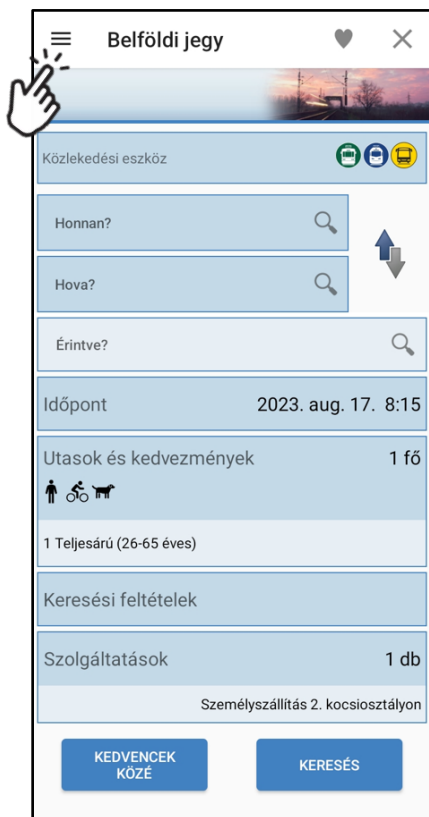 Belföldi jegy
Közlekedési eszköz
Honnan?
Hova?
Érintve?
Időpont 2023. aug. 17. 8:15
Utasok és kedvezmények 1 fő
1 Teljesárú (26-65 éves)
Keresési feltételek
Szolgáltatások 1 db
Személyszállítás 2. kocsiosztályon
KEDVENCEK
KÖZÉ
KERESÉS